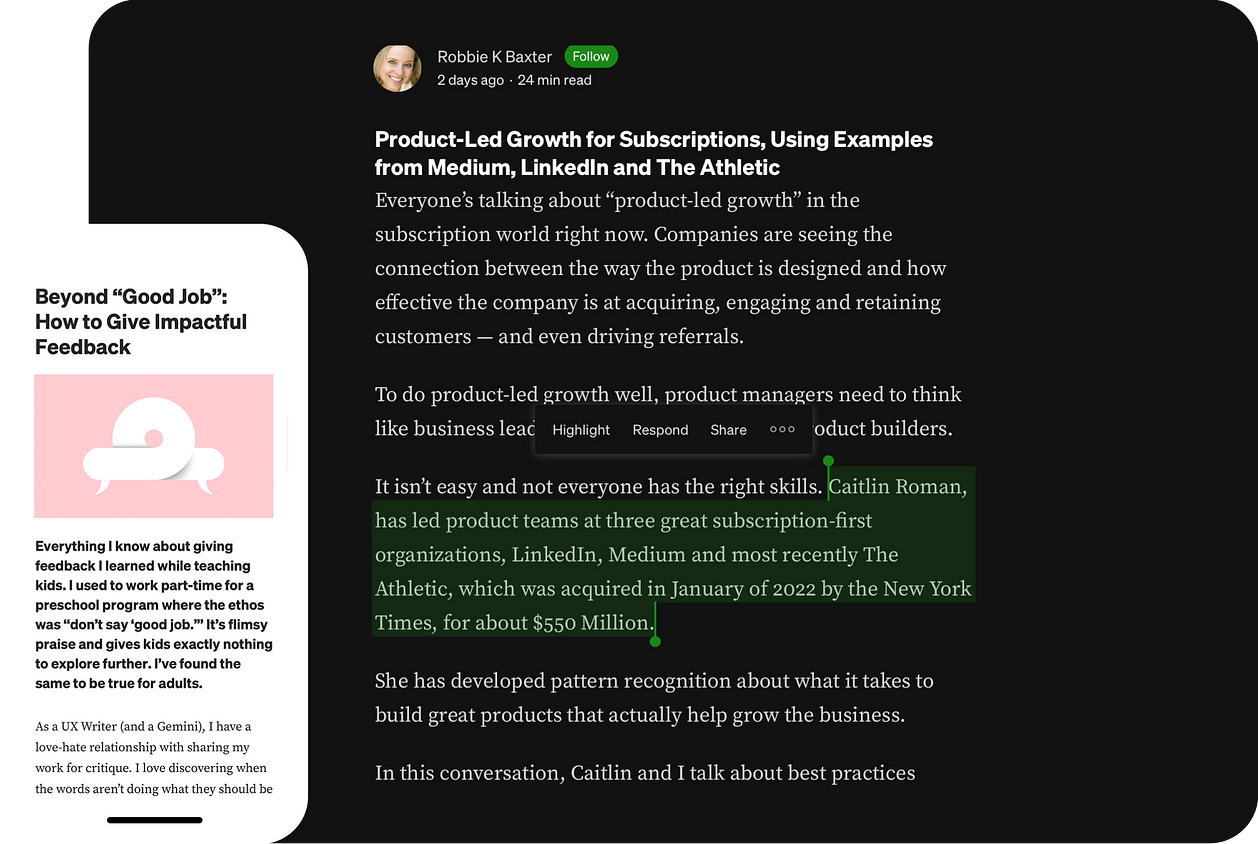 Robbie K Baxter Follow
2 days ago · 24 min read
Product-Led Growth for Subscriptions, Using Examples
from Medium, LinkedIn and The Athletic
Everyone’s talking about “product-led growth” in the
subscription world right now. Companies are seeing the
connection between the way the product is designed and how
effective the company is at acquiring, engaging and retaining
customers — and even driving referrals.
To do product-led growth well, product managers need to think
like business product builders.
Highlight Respond Share
It isn’t easy and not everyone has the right skills. Caitlin Roman,
has led product teams at three great subscription-first
organizations, LinkedIn, Medium and most recently The
Athletic, which was acquired in January of 2022 by the New York
Times, for about $550 Million.
She has developed pattern recognition about what it takes to
build great products that actually help grow the business.
In this conversation, Caitlin and I talk about best practices
Beyond “Good Job”:
How to Give Impactful
Feedback
Everything I know about giving
feedback I learned while teaching
kids. I used to work part-time for a
preschool program where the ethos
was “don’t say ‘good job.’” It’s flimsy
praise and gives kids exactly nothing
to explore further. I’ve found the
same to be true for adults.
As a UX Writer (and a Gemini), I have a
love-hate relationship with sharing my
work for critique. I love discovering when
the words aren’t doing what they should be